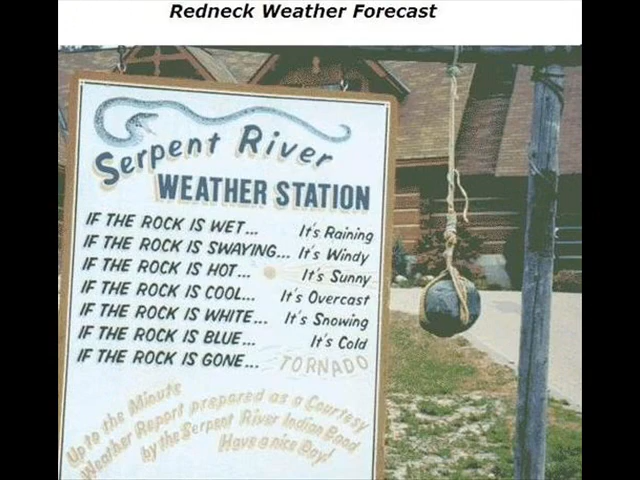 Redneck Weather Forecast
Serpent River
WEATHER STATION
IF THE ROCK IS WET... It's Raining
IF THE ROCK IS SWAYING... It's Windy
IF THE ROCK IS HOT... It's Sunny
IF THE ROCK IS COOL... It's Overcast
IF THE ROCK IS WHITE... It's Snowing
IF THE ROCK IS BLUE... It's Cold
IF THE ROCK IS GONE... TORNADO
Up to the Minute
Weather Report prepared as a Courtesy
by the Serpent River Indian Band
Have a nice Day!